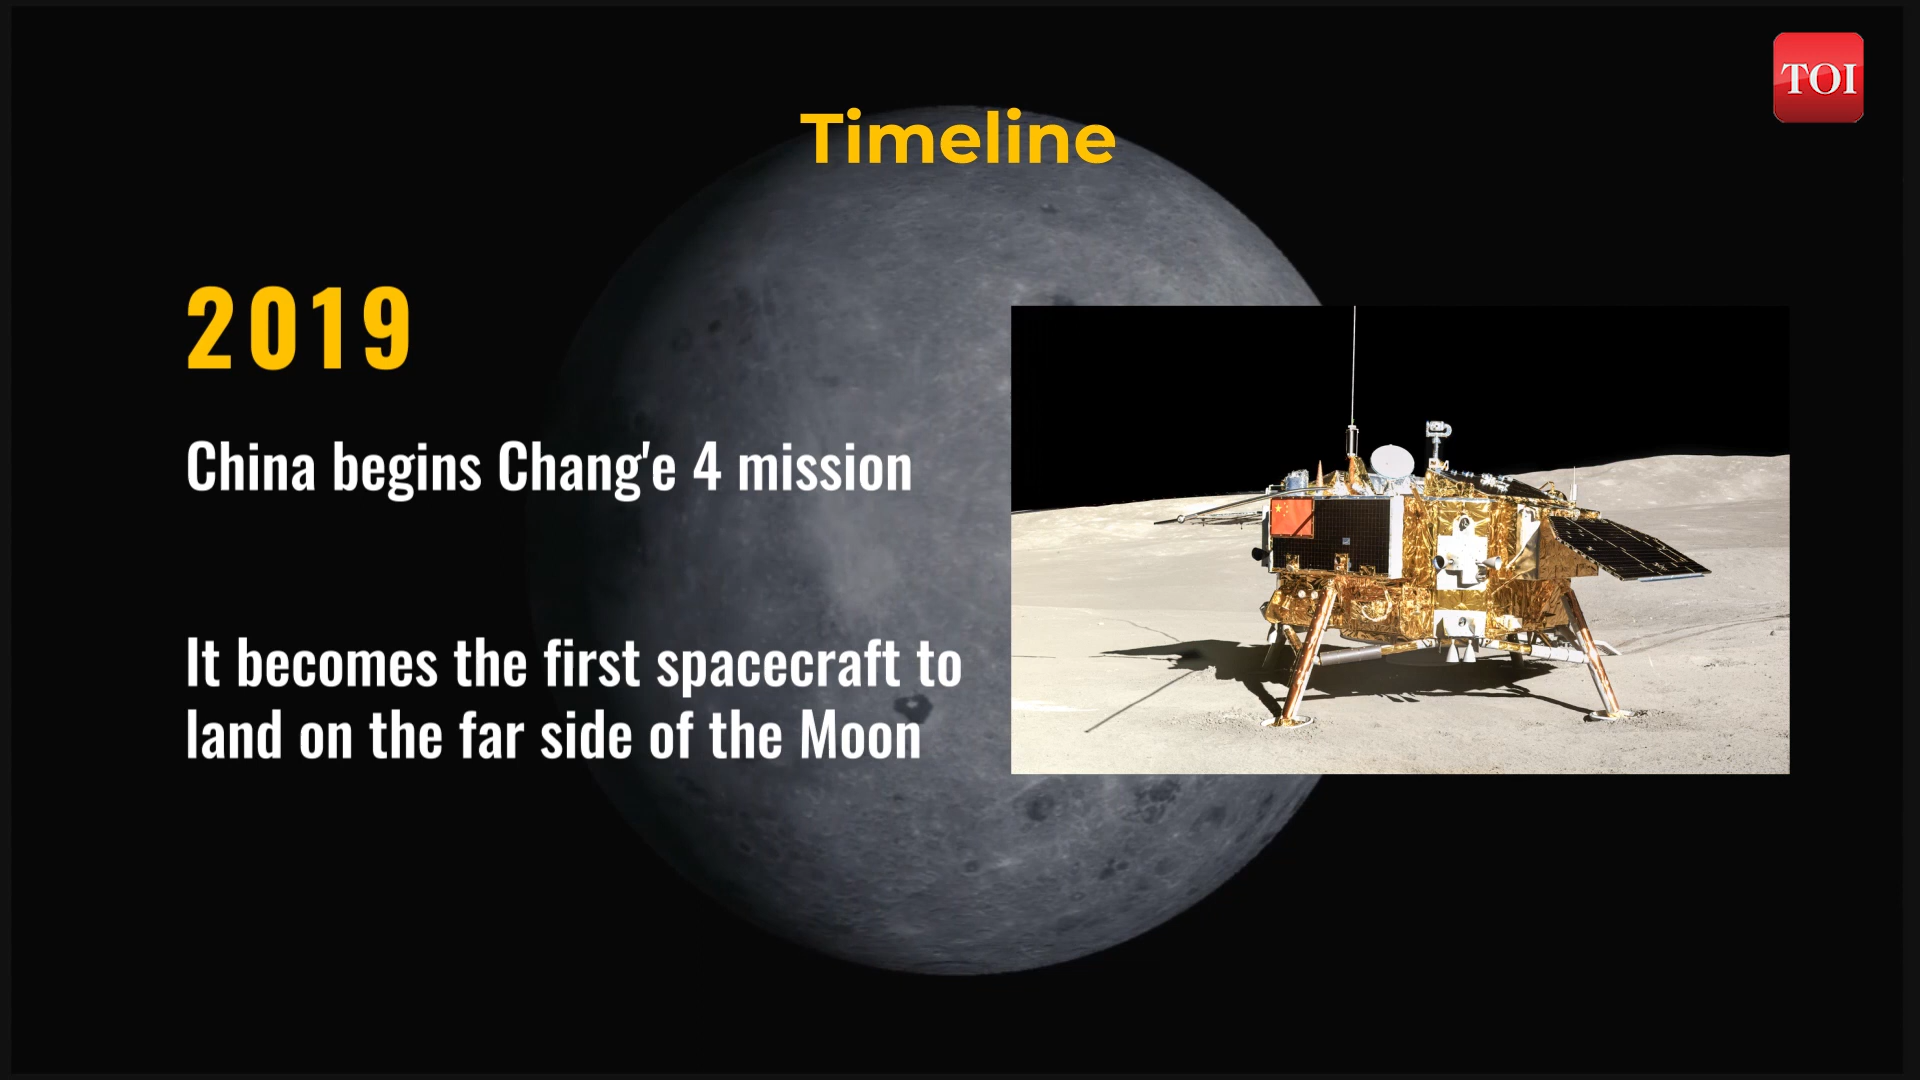 TOI
Timeline
2019
China begins Chang'e 4 mission
It becomes the first spacecraft to
land on the far side of the Moon